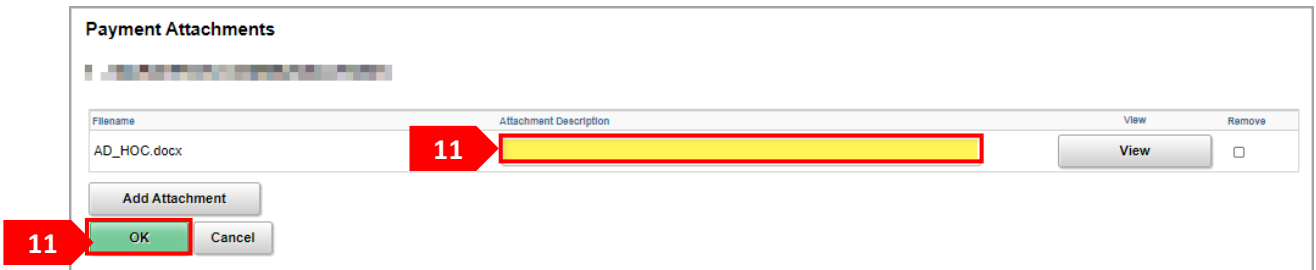 Payment Attachments
Filename Attachment Description View Remove
AD_HOC.docx 11 View
Add Attachment
11 OK Cancel